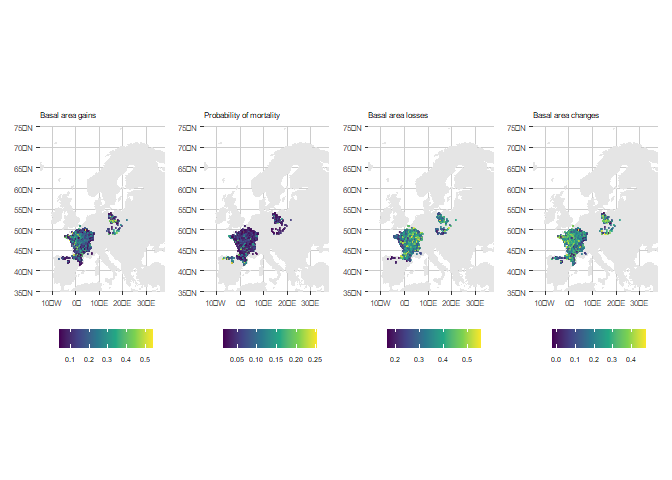 Basal area gains
Probability of mortality
Basal area losses
Basal area changes
75□N
70□N
65□N
60□N
55□N
50□N
45□N
40□N
35□N
10□W 0□ 10□E 20□E 30□E
75□N
70□N
65□N
60□N
55□N
50□N
45□N
40□N
35□N
10□W 0□ 10□E 20□E 30□E
75□N
70□N
65□N
60□N
55□N
50□N
45□N
40□N
35□N
10□W 0□ 10□E 20□E 30□E
75□N
70□N
65□N
60□N
55□N
50□N
45□N
40□N
35□N
10□W 0□ 10□E 20□E 30□E
0.1 0.2 0.3 0.4 0.5
0.05 0.10 0.15 0.20 0.25
0.2 0.3 0.4 0.5
0.0 0.1 0.2 0.3 0.4